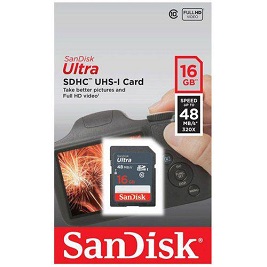 SanDisk
Ultra
SDHC™ UHS-I Card
Take better pictures and
Full HD video¹
FULL HD
VIDEO
16
GB
SPEED
UP TO
48
MB/s
320X
SanDisk
Ultra
48 MB/s
16 GB
SanDisk
SanDisk